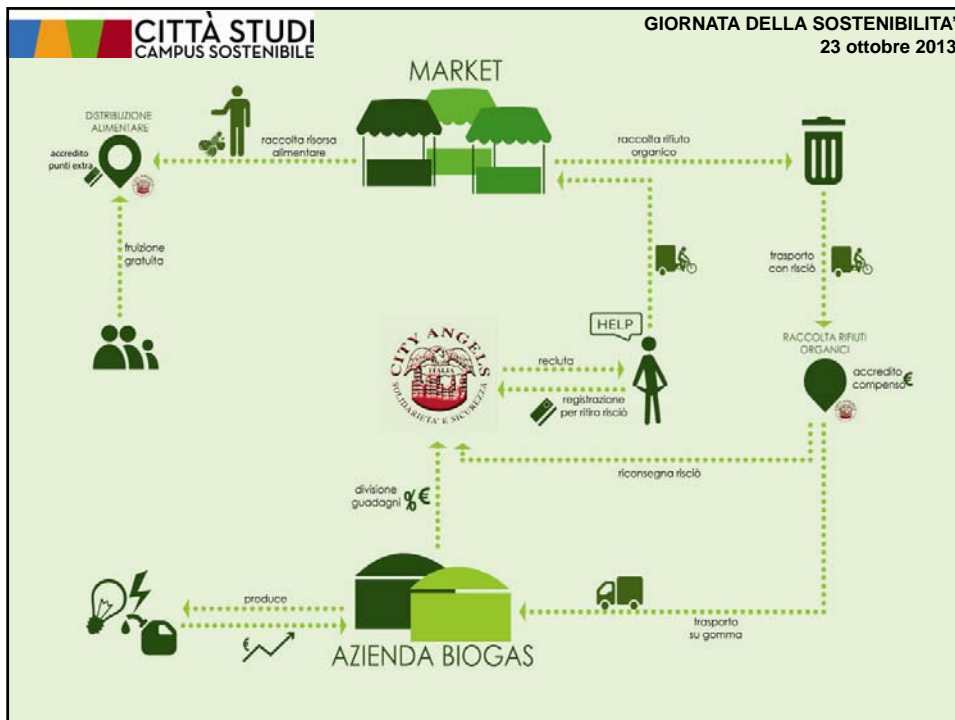 CITTÀ STUDI
CAMPUS SOSTENIBILE
GIORNATA DELLA SOSTENIBILITA'
23 ottobre 2013
MARKET
DISTRIBUZIONE
ALIMENTARE
accredito
punti extra
raccolta risorsa
alimentare
raccolta rifiuto
organico
fruizione
gratuita
trasporto
con risciò
HELP
RACCOLTA RIFIUTI
ORGANICI
accredito
compenso €
CITY ANGELS
ITALIA
SOLIDARIETA' E SICUREZZA
recluta
registrazione
per ritiro risciò
riconsegna risciò
divisione
guadagni % €
produce
€
trasporto
su gomma
AZIENDA BIOGAS